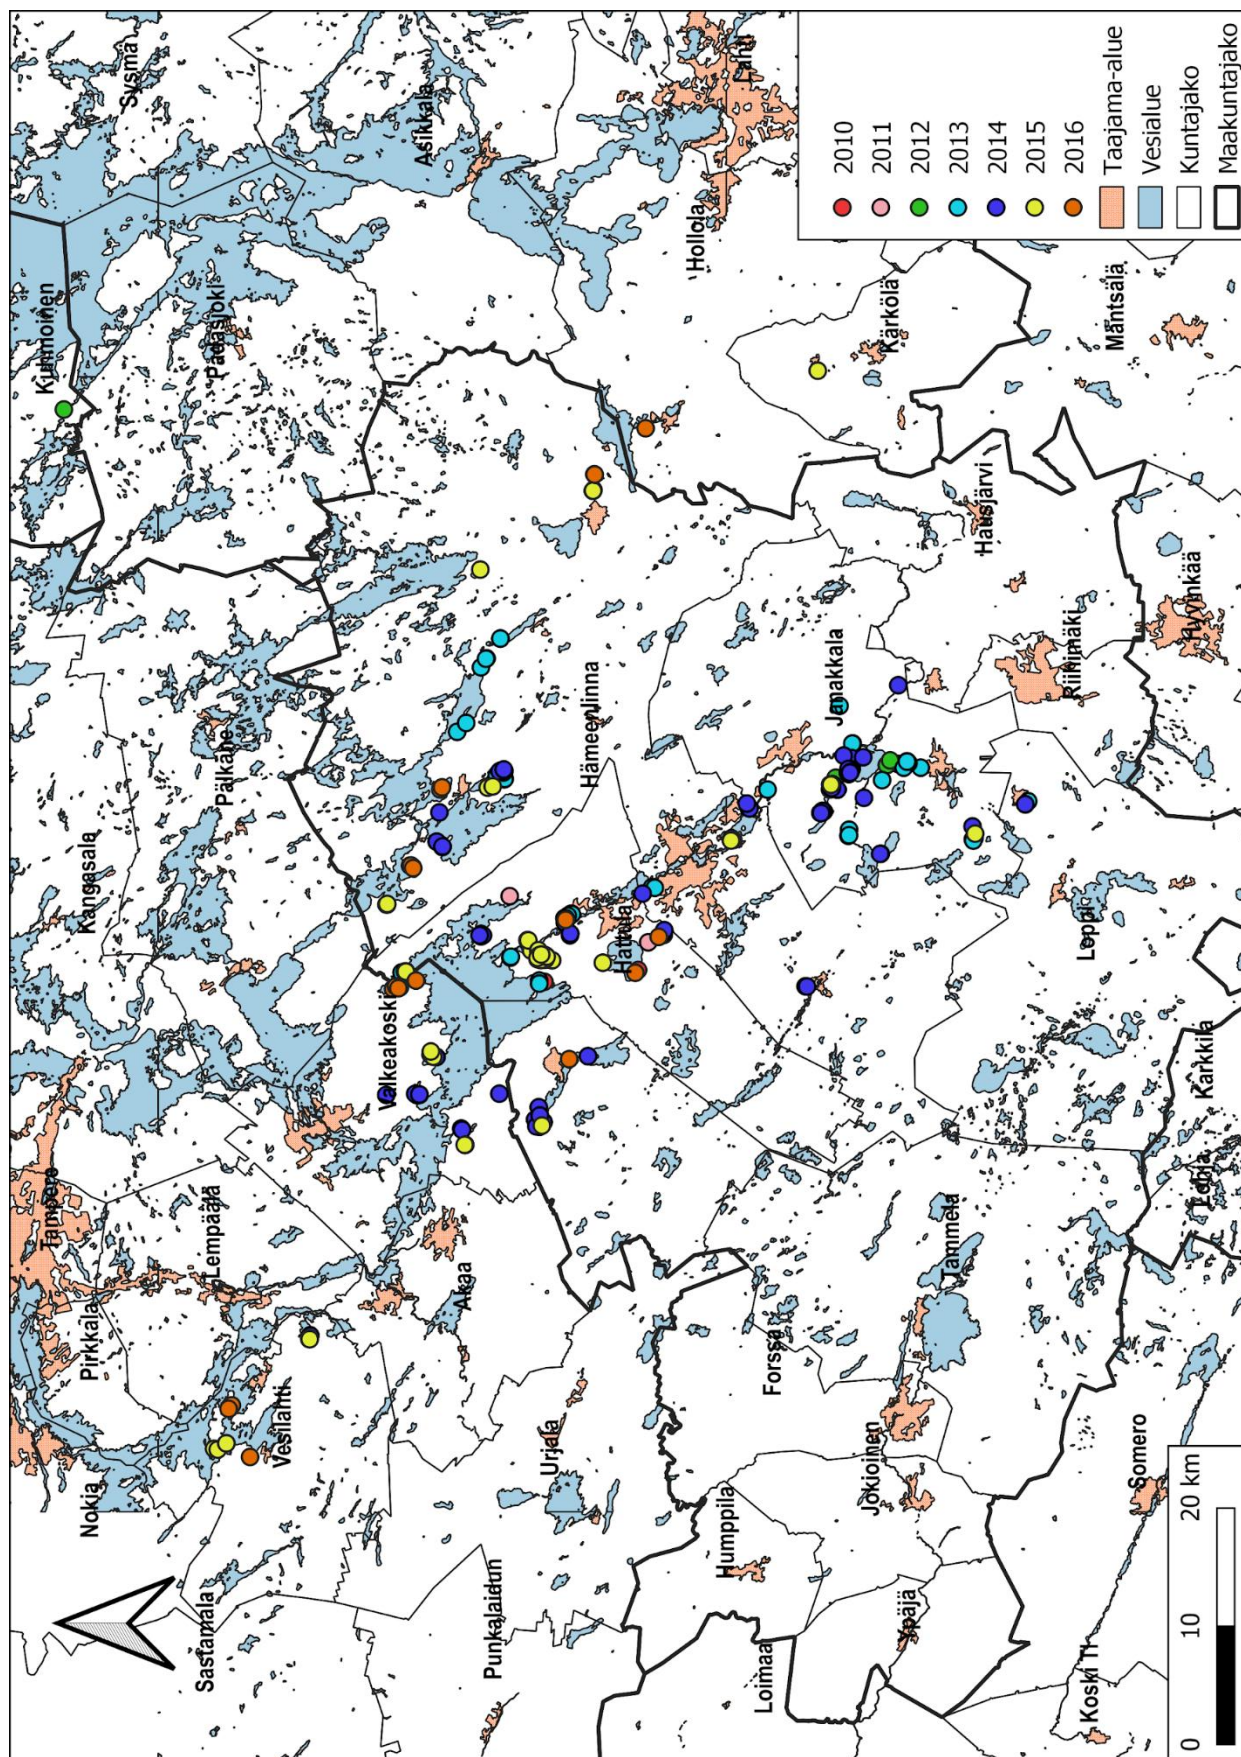 Tampere
Kuhmoinen
Nokia
Pirkkala
Kangasala
Sysmä
Sastamala
Lempäälä
Pälkäne
Padasjoki
Vesilahti
Valkeakoski
Asikkala
Akaa
Punkalaidun
Urjala
Hämeenlinna
Hattula
Hollola
Lahti
Humppila
Loimaa
Forssa
Janakkala
Jokioinen
Kärkölä
Ypäjä
Tammela
Hausjärvi
Riihimäki
Loppi
Mäntsälä
Koski Tl
Somero
Lohja
Karkkila
Hyvinkää
2010
2011
2012
2013
2014
2015
2016
Taajama-alue
Vesialue
Kuntajako
Maakuntajako
0 10 20 km